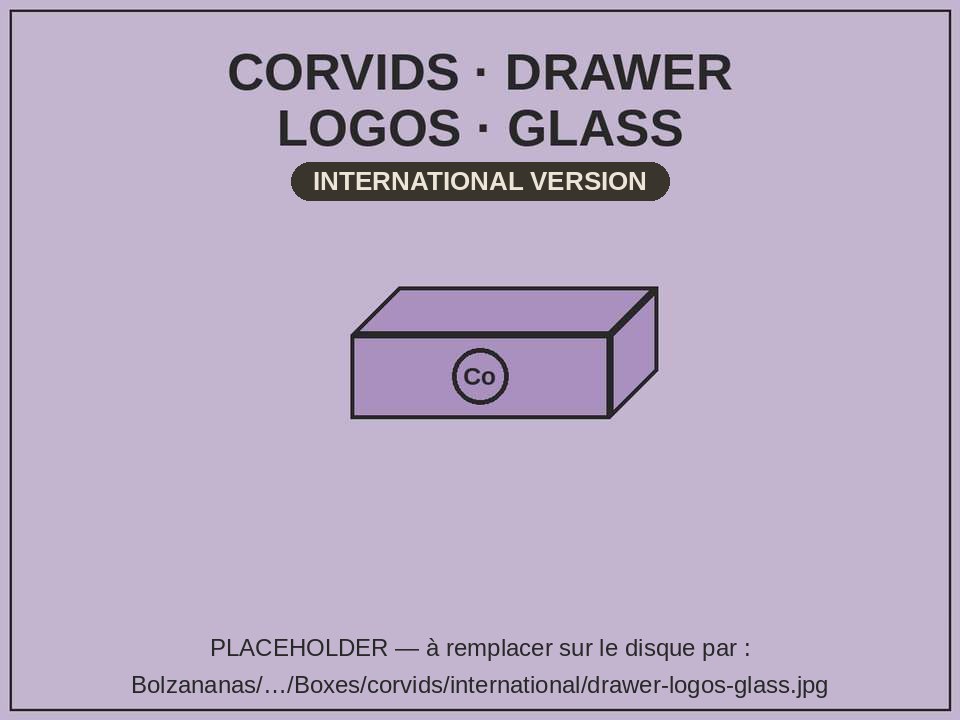 CORVIDS · DRAWER
LOGOS · GLASS
INTERNATIONAL VERSION
Co
PLACEHOLDER — à remplacer sur le disque par :
Bolzananas/…/Boxes/corvids/international/drawer-logos-glass.jpg